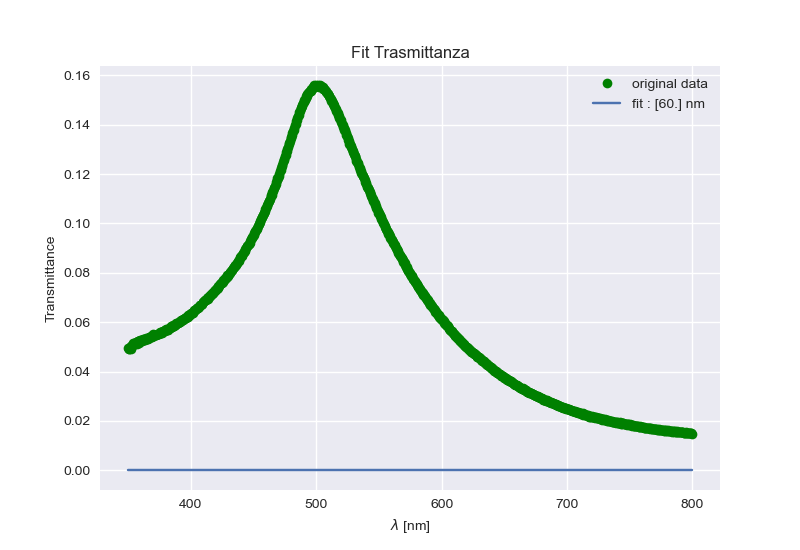 Fit Trasmittanza
original data
fit : [60.] nm
Transmittance
0.16
0.14
0.12
0.10
0.08
0.06
0.04
0.02
0.00
400 500 600 700 800
λ [nm]